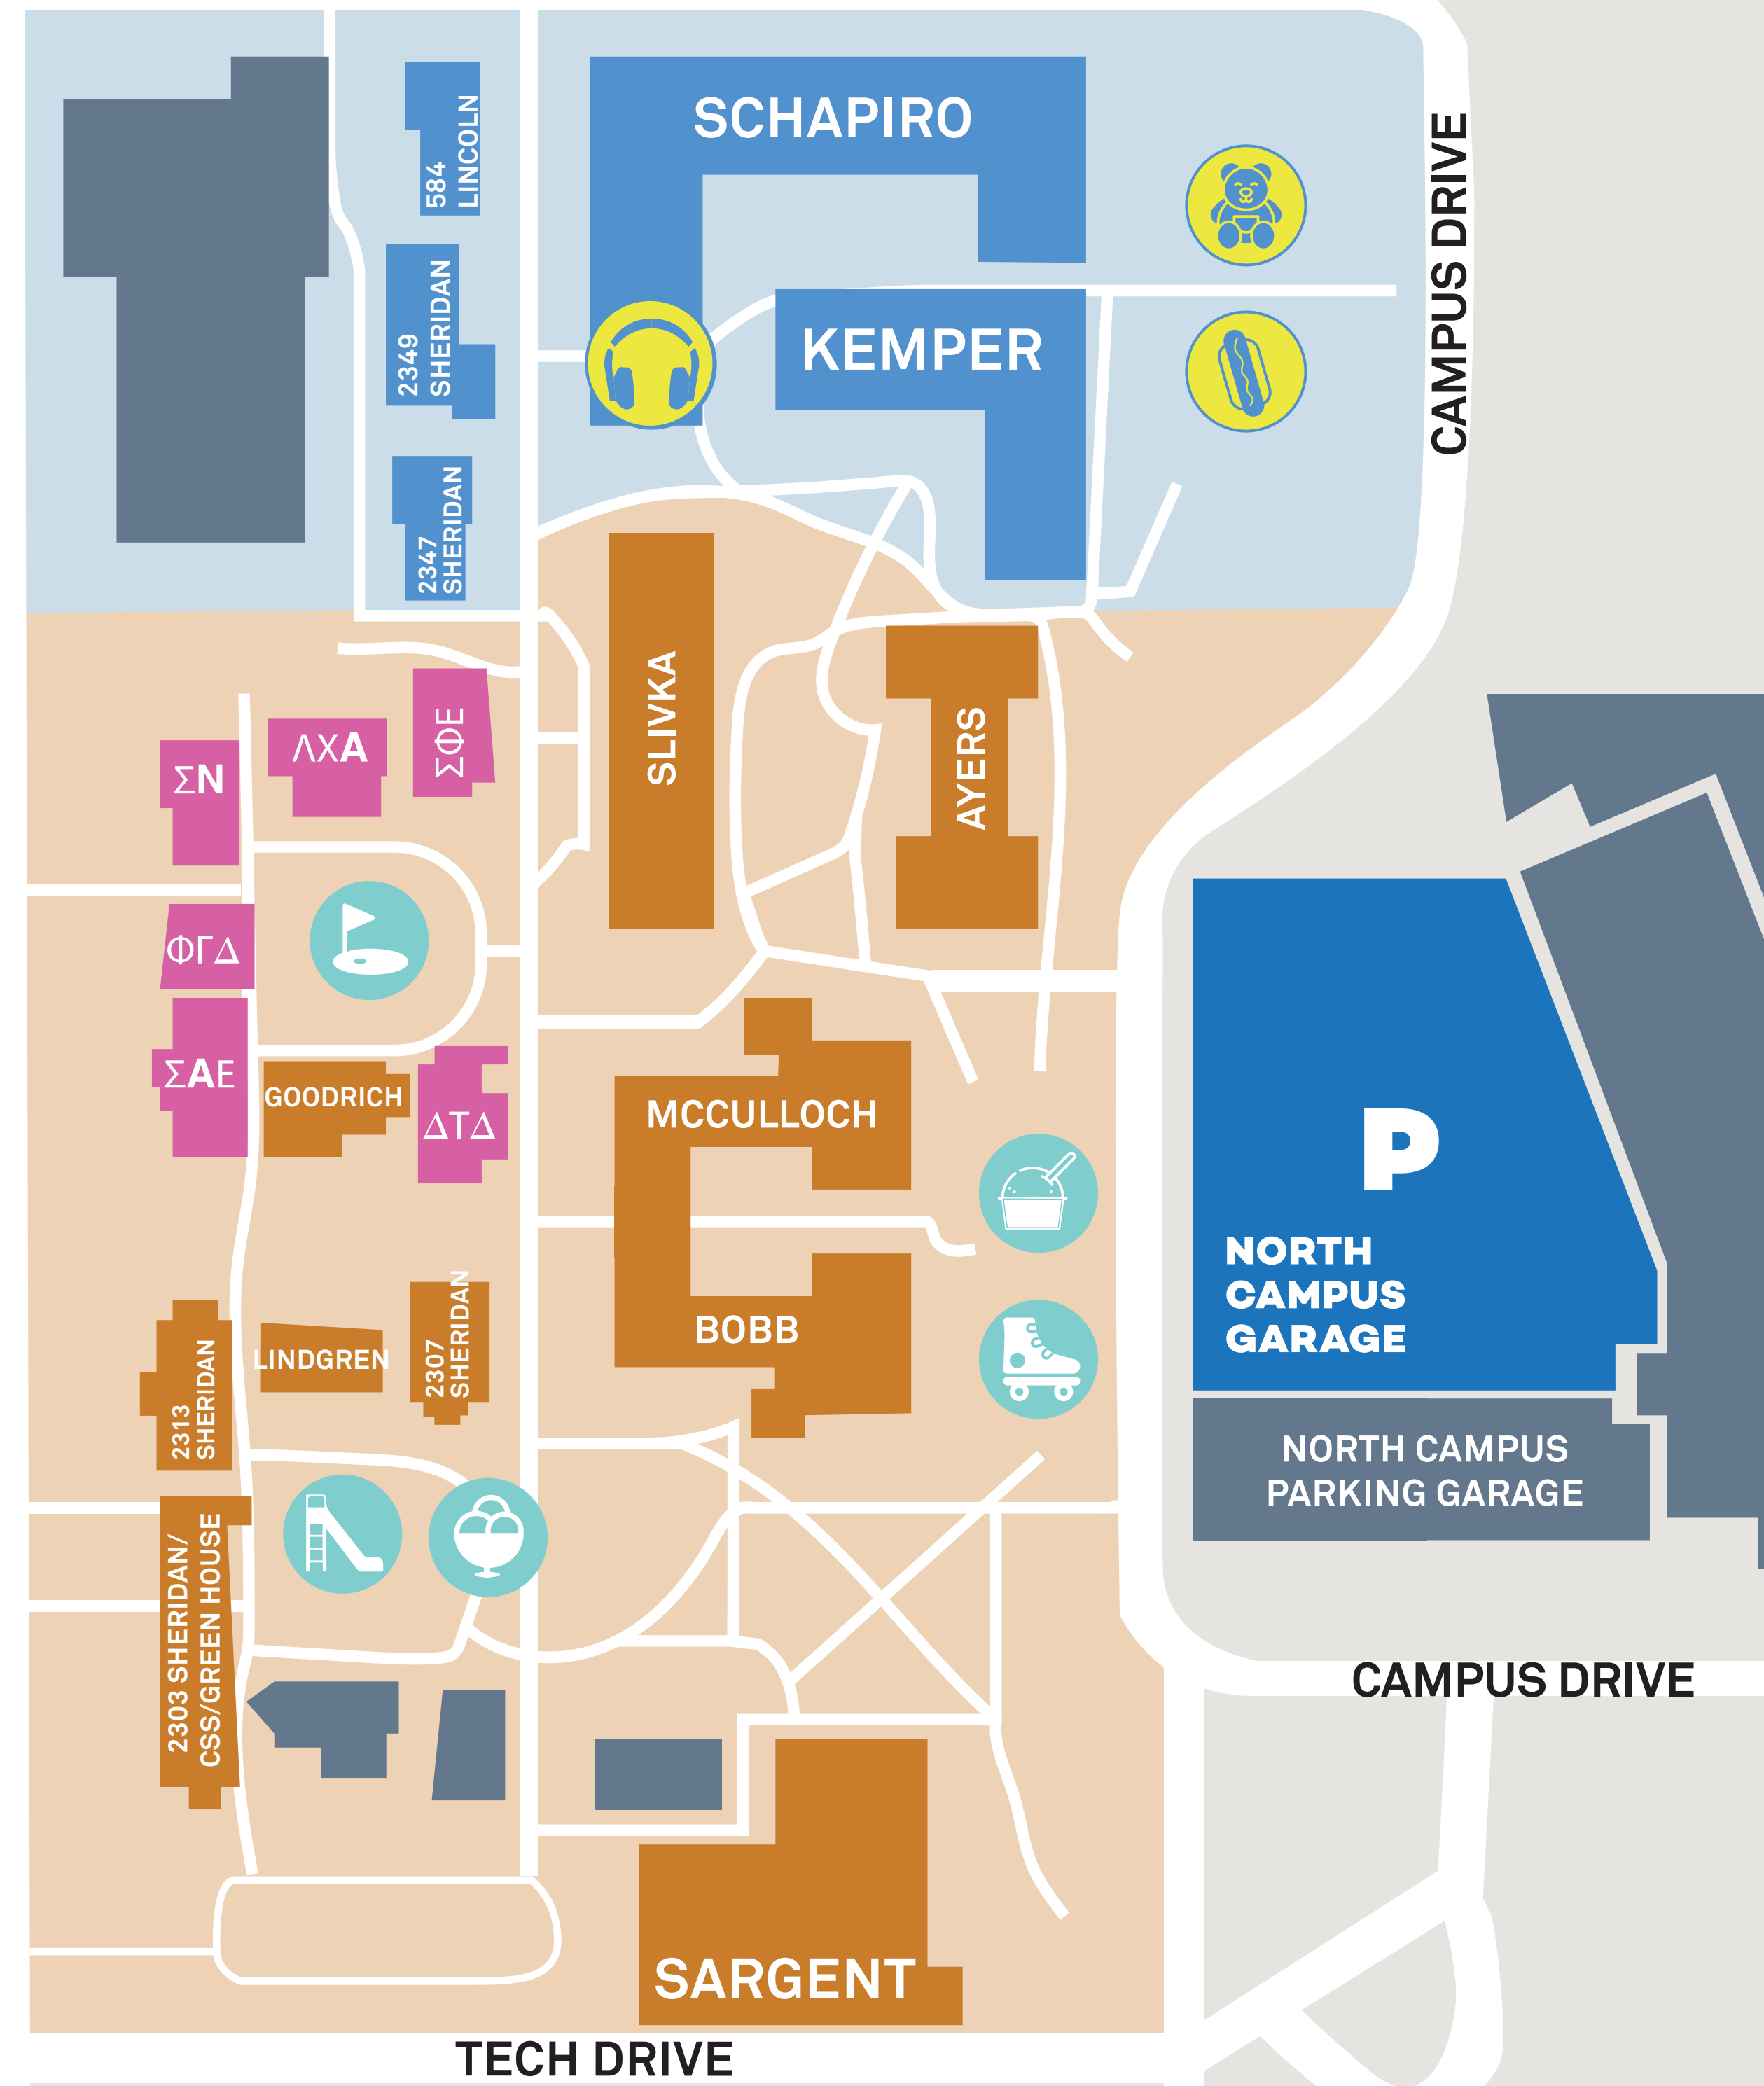 SCHAPIRO
584
LINCOLN
CAMPUS DRIVE
2349
SHERIDAN
KEMPER
2347
SHERIDAN
SLIVKA
AYERS
ΣΦΕ
ΛΧΑ
ΣN
ΦΓΔ
ΣAE
GOODRICH
ΔΤΔ
MCCULLOCH
P
NORTH
CAMPUS
GARAGE
BOBB
2307
SHERIDAN
LINDGREN
2313
SHERIDAN
NORTH CAMPUS
PARKING GARAGE
2303 SHERIDAN/
CSS/GREEN HOUSE
CAMPUS DRIVE
SARGENT
TECH DRIVE